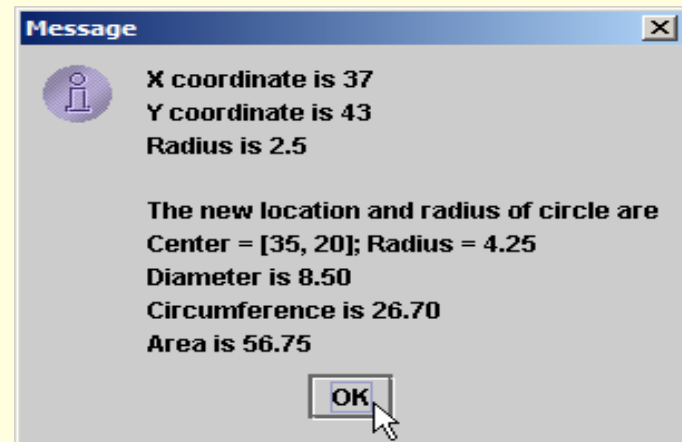 Message
X coordinate is 37
Y coordinate is 43
Radius is 2.5
The new location and radius of circle are
Center = [35, 20]; Radius = 4.25
Diameter is 8.50
Circumference is 26.70
Area is 56.75
OK